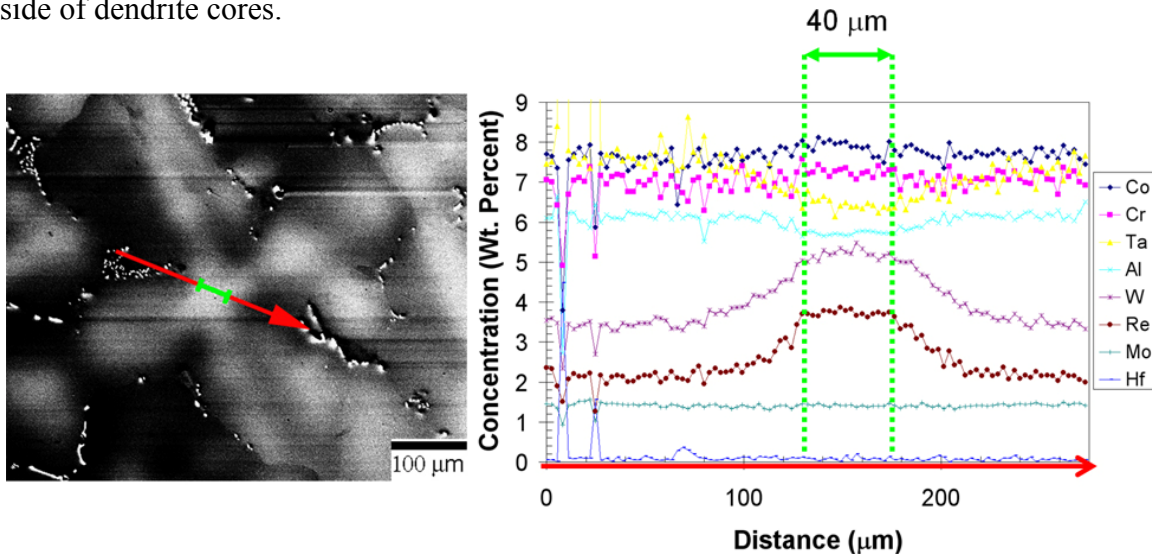 side of dendrite cores.
40 μm
100 μm
Concentration (Wt. Percent)
9
8
7
6
5
4
3
2
1
0
0
100
200
Distance (μm)
Co
Cr
Ta
Al
W
Re
Mo
Hf